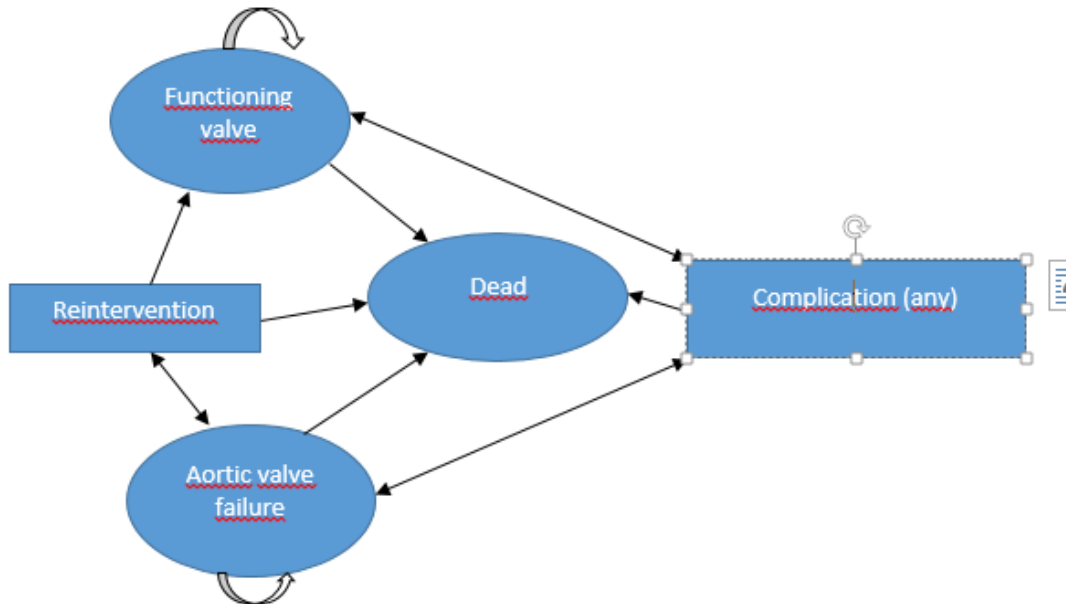 Functioning
valve
Dead
Complication (any)
Reintervention
Aortic valve
failure